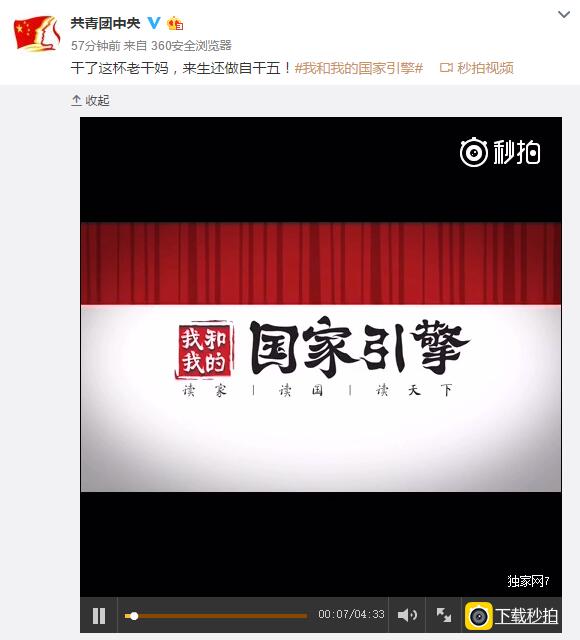 共青团中央
57分钟前 来自 360安全浏览器
干了这杯老干妈，来生还做自干五！#我和我的国家引擎# 秒拍视频
收起
秒拍
我和我的 国家引擎
读家 | 读国 | 读天下
独家网7
00:07/04:33 下载秒拍